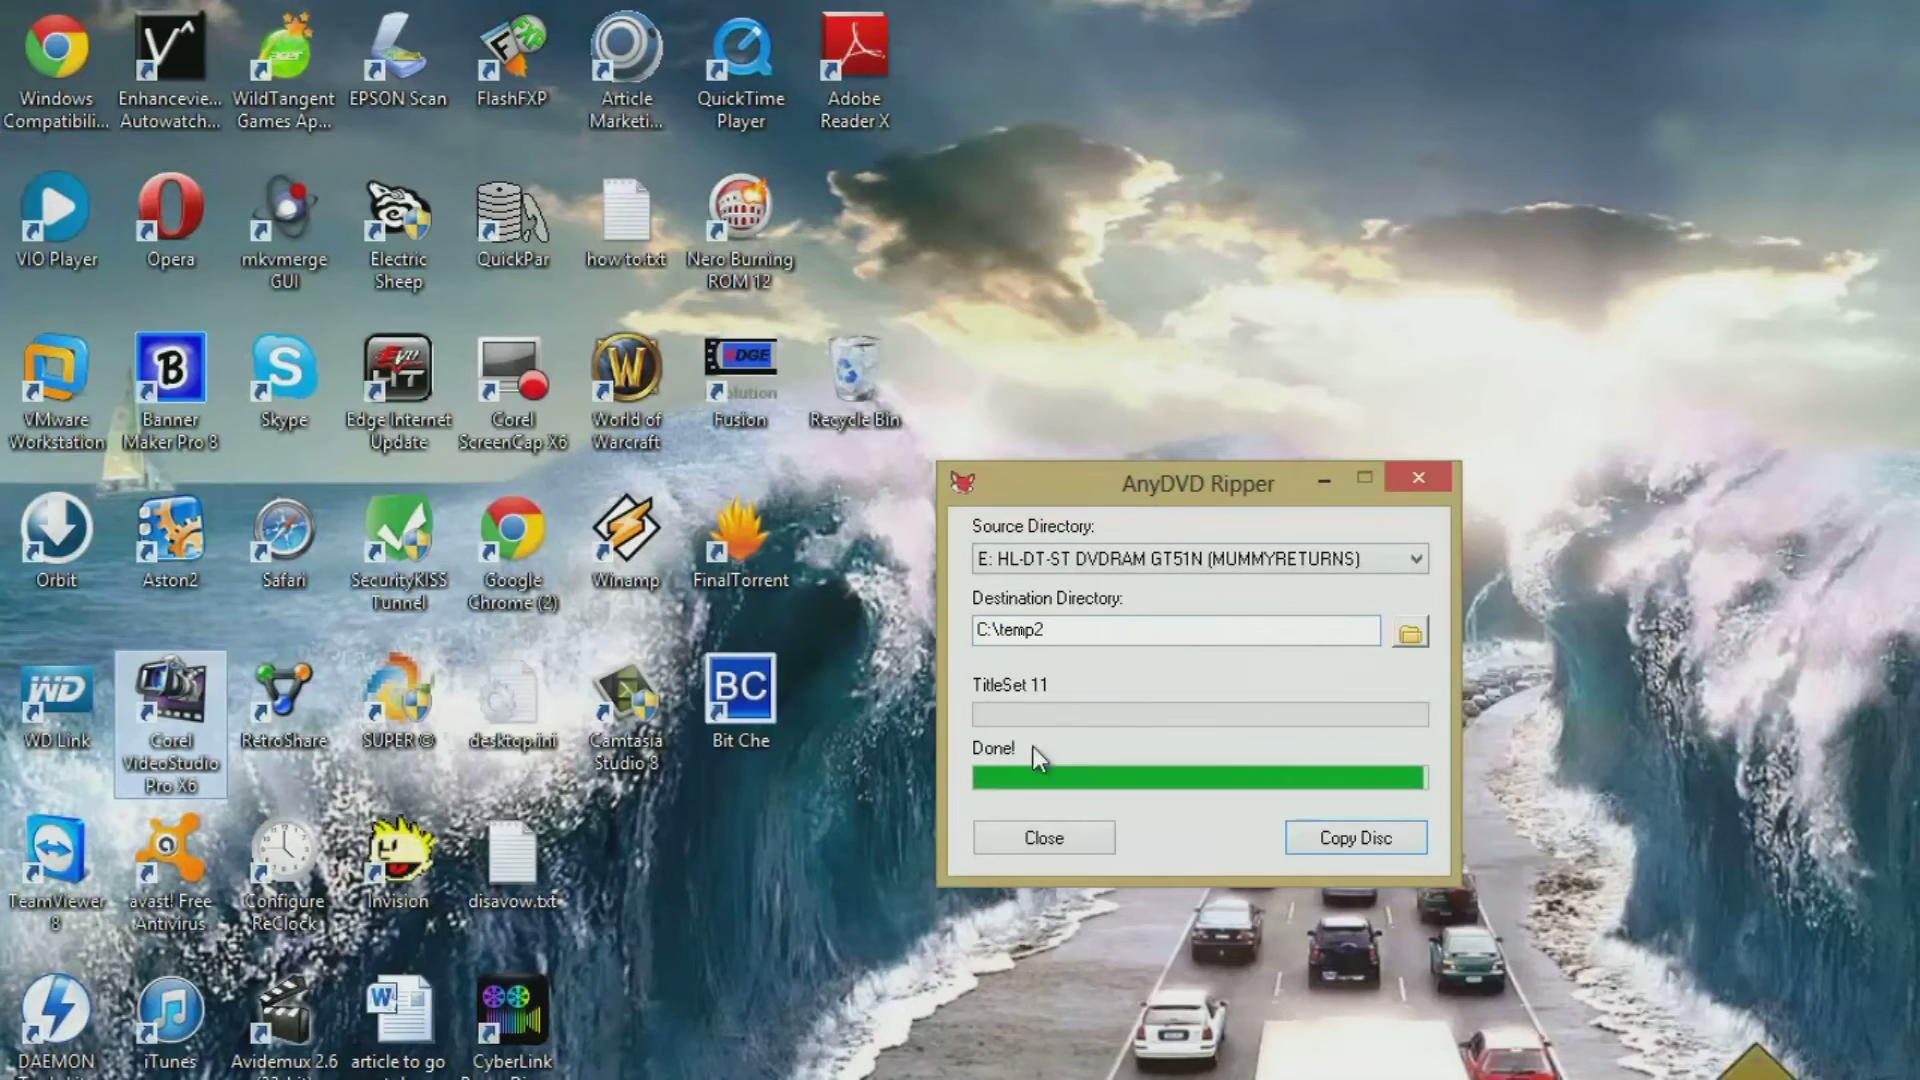 Windows
Compatibili...
Enhancevie...
Autowatch...
WildTangent
Games Ap...
EPSON Scan
FlashFXP
Article
Marketi...
QuickTime
Player
Adobe
Reader X
VIO Player
Opera
mkvmerge
GUI
Electric
Sheep
QuickPar
how to.txt
Nero Burning
ROM 12
VMware
Workstation
Banner
Maker Pro 8
Skype
Edge Internet
Update
Corel
ScreenCap X6
World of
Warcraft
EDGE
olution
Fusion
Recycle Bin
Orbit
Aston2
Safari
SecurityKISS
Tunnel
Google
Chrome (2)
Winamp
FinalTorrent
WD
WD Link
Corel
VideoStudio
Pro X6
RetroShare
SUPER ©
desktop.ini
Camtasia
Studio 8
BC
Bit Che
TeamViewer
8
avast! Free
Antivirus
Configure
ReClock
Invision
disavow.txt
DAEMON
iTunes
Avidemux 2.6
article to go
CyberLink
AnyDVD Ripper
Source Directory:
E: HL-DT-ST DVDRAM GT51N (MUMMYRETURNS)
Destination Directory:
C:\temp2
TitleSet 11
Done!
Close
Copy Disc